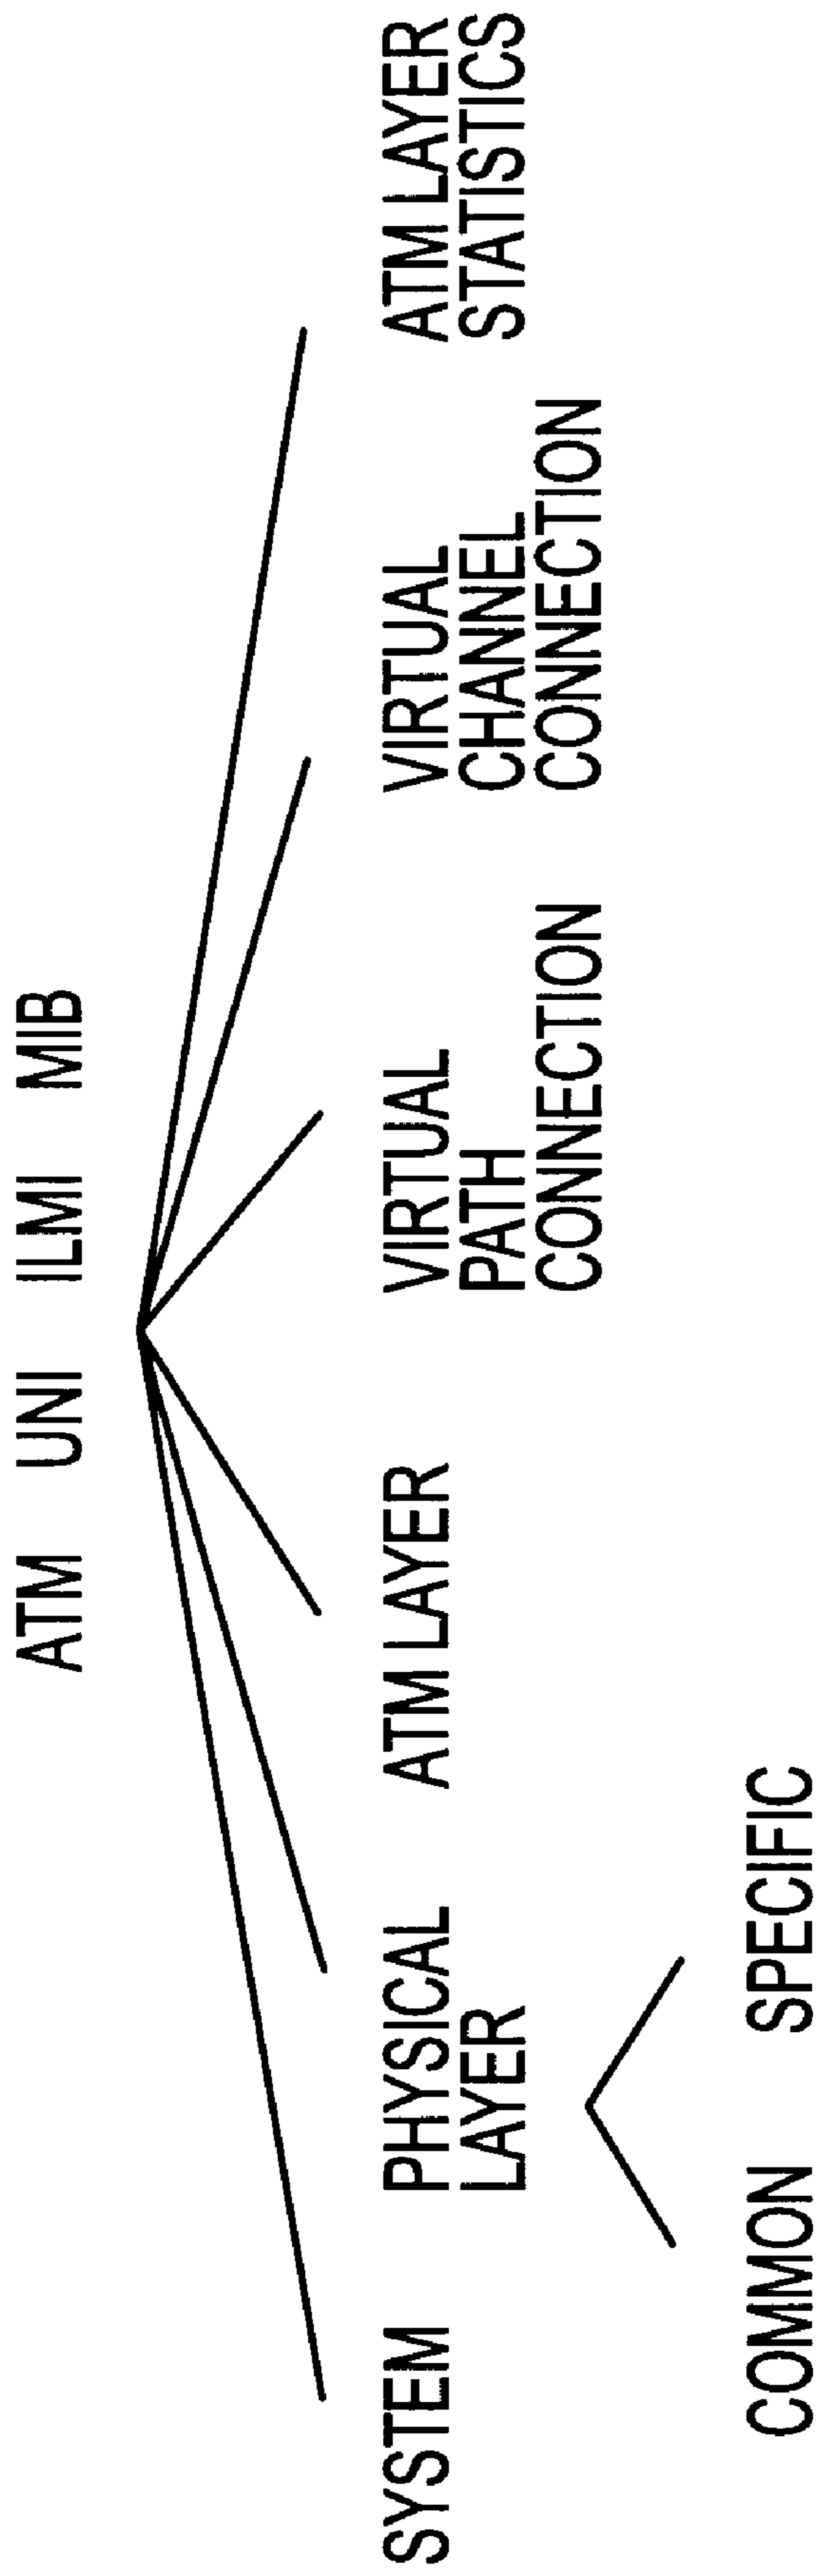 ATM UNI ILMI MIB
SYSTEM
PHYSICAL
LAYER
ATM LAYER
VIRTUAL
PATH
CONNECTION
VIRTUAL
CHANNEL
CONNECTION
ATM LAYER
STATISTICS
COMMON
SPECIFIC